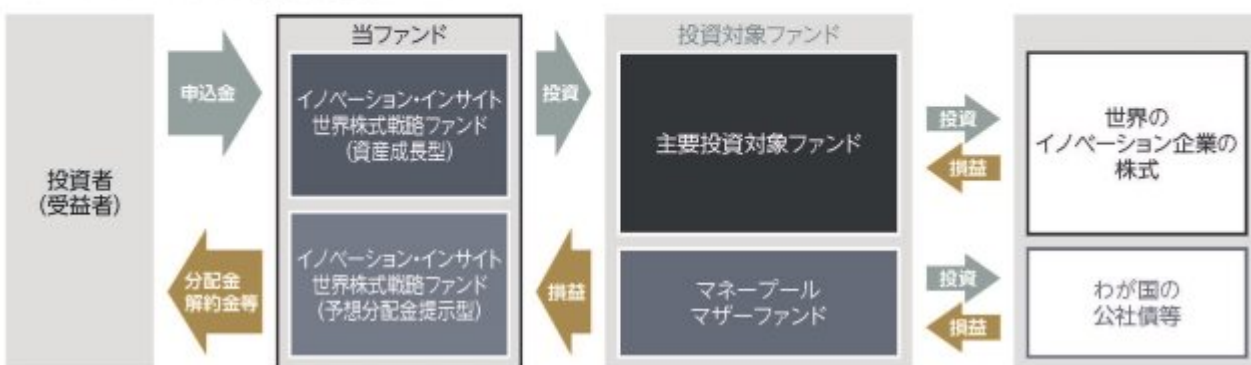 投資者
(受益者)
申込金
分配金
解約金等
当ファンド
イノベーション・インサイト
世界株式戦略ファンド
(資産成長型)
イノベーション・インサイト
世界株式戦略ファンド
(予想分配金提示型)
投資
損益
投資対象ファンド
主要投資対象ファンド
マネープール
マザーファンド
投資
損益
投資
損益
世界の
イノベーション企業の
株式
わが国の
公社債等